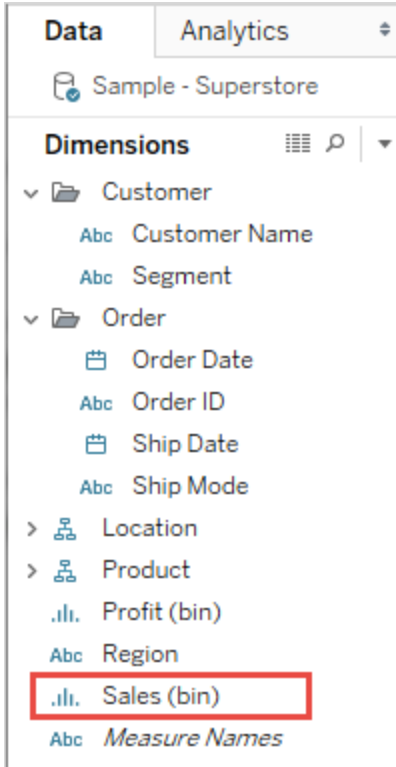 Data Analytics
Sample - Superstore
Dimensions
Customer
Abc Customer Name
Abc Segment
Order
Order Date
Abc Order ID
Ship Date
Abc Ship Mode
Location
Product
Profit (bin)
Abc Region
Sales (bin)
Abc Measure Names